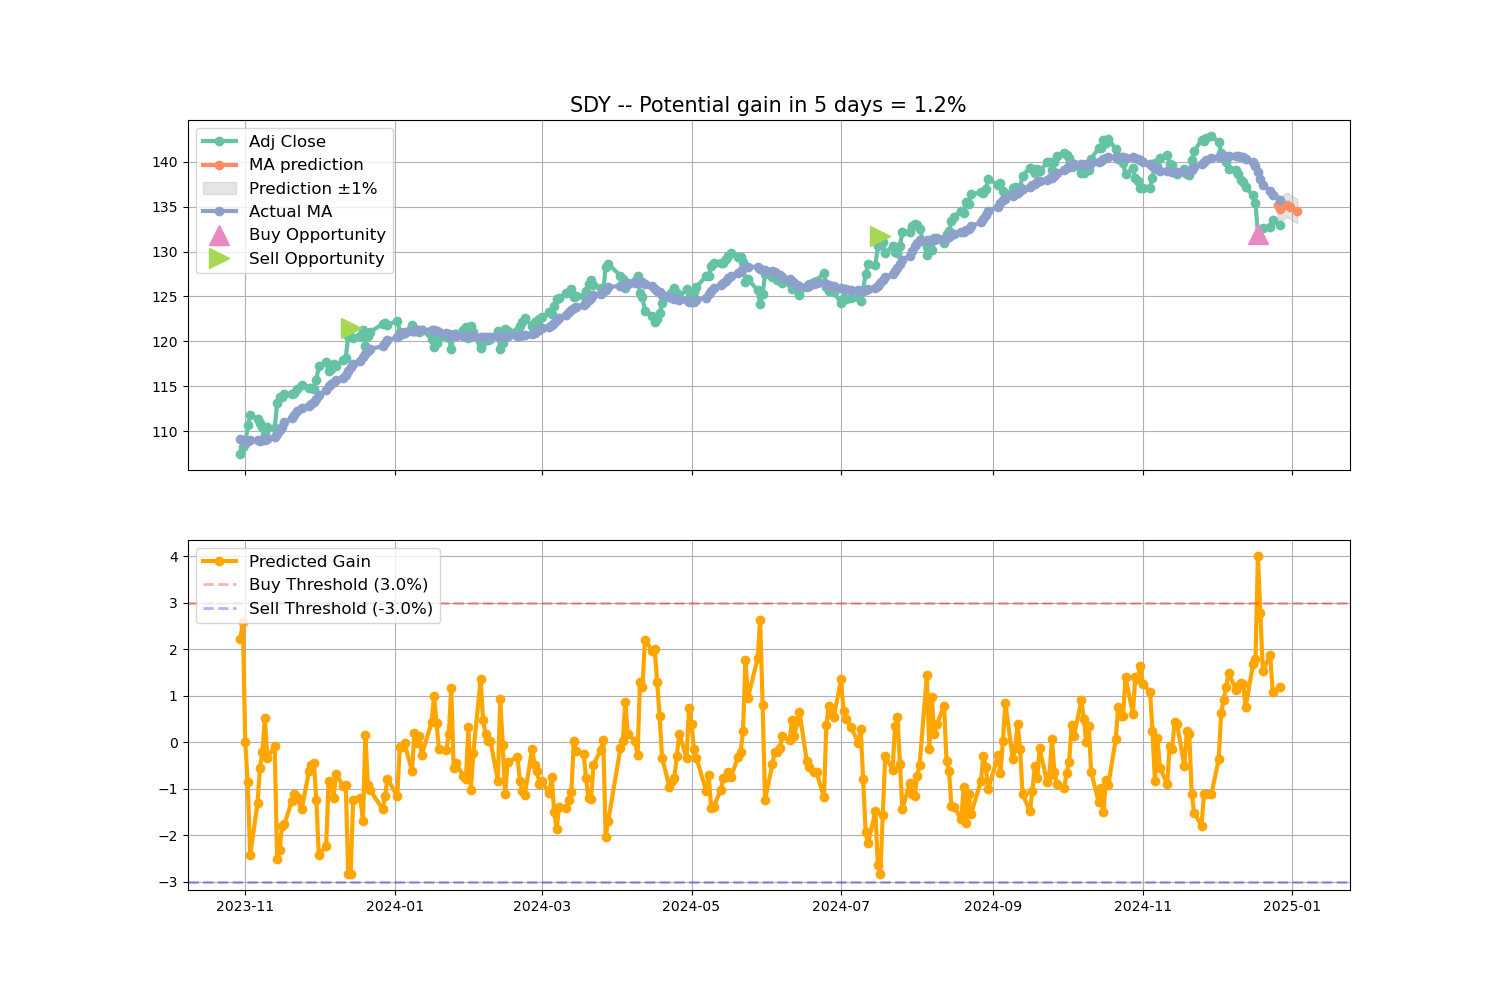 SDY -- Potential gain in 5 days = 1.2%
Adj Close
MA prediction
Prediction ±1%
Actual MA
Buy Opportunity
Sell Opportunity
140
135
130
125
120
115
110
Predicted Gain
Buy Threshold (3.0%)
Sell Threshold (-3.0%)
4
3
2
1
0
−1
−2
−3
2023-11
2024-01
2024-03
2024-05
2024-07
2024-09
2024-11
2025-01